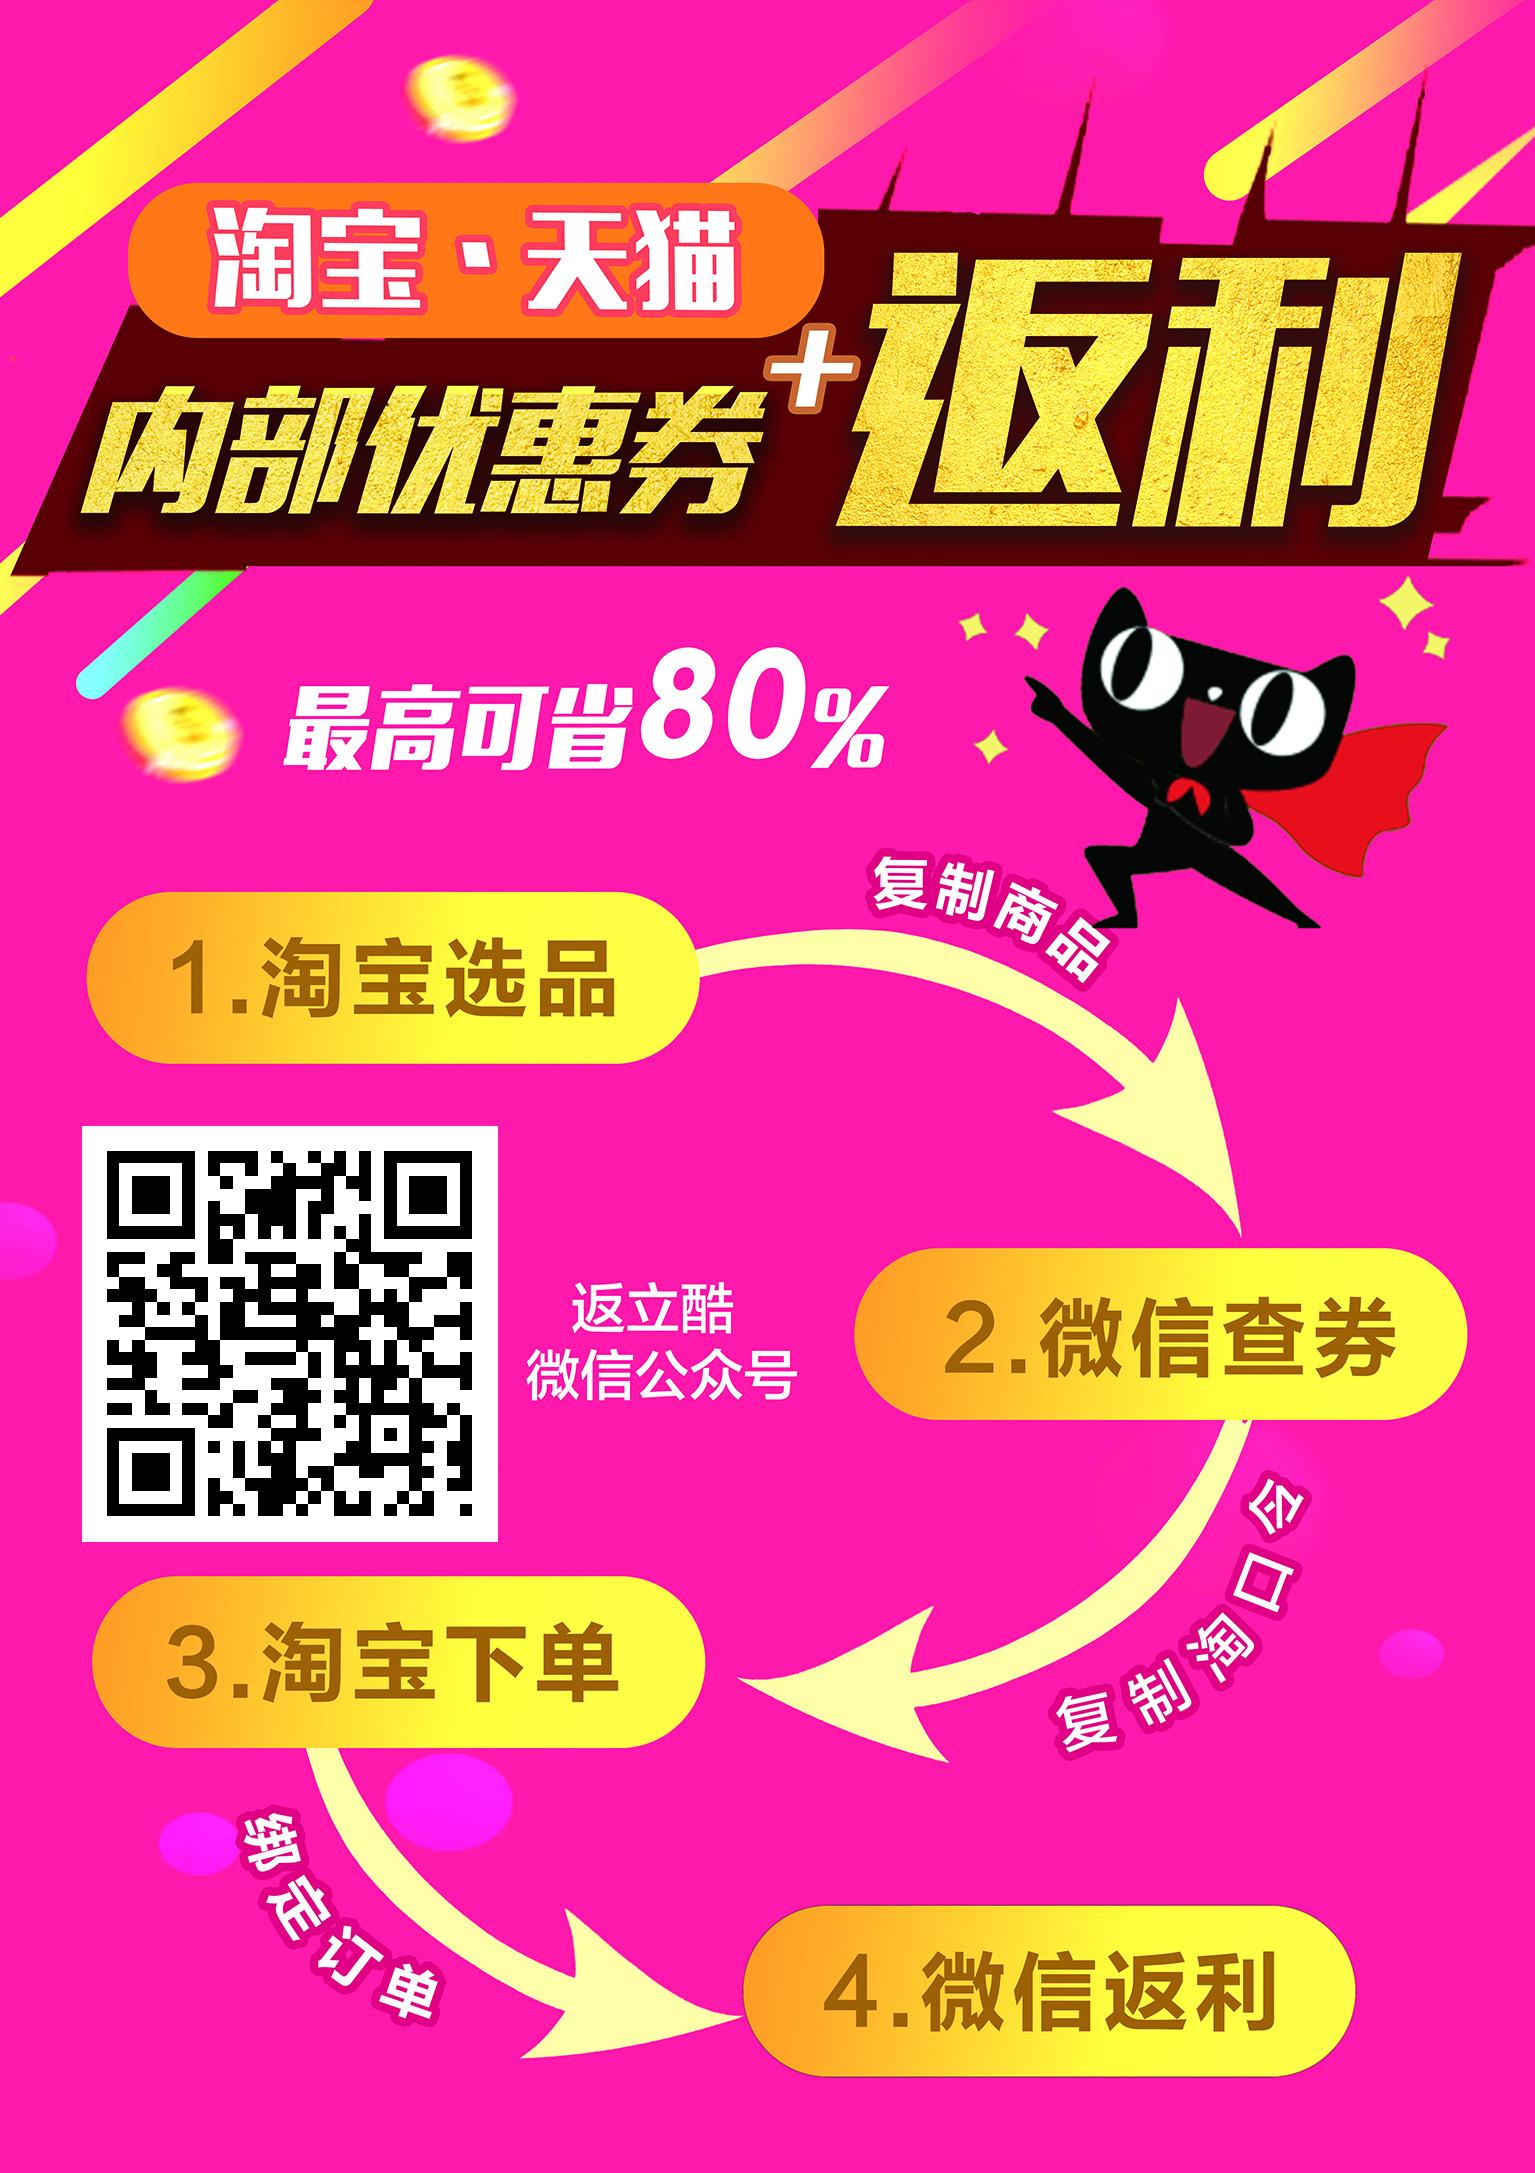 淘宝·天猫
内部优惠券+返利
最高可省80%
复制商品
1.淘宝选品
返立酷
微信公众号
2.微信查券
复制淘口令
3.淘宝下单
绑定订单
4.微信返利